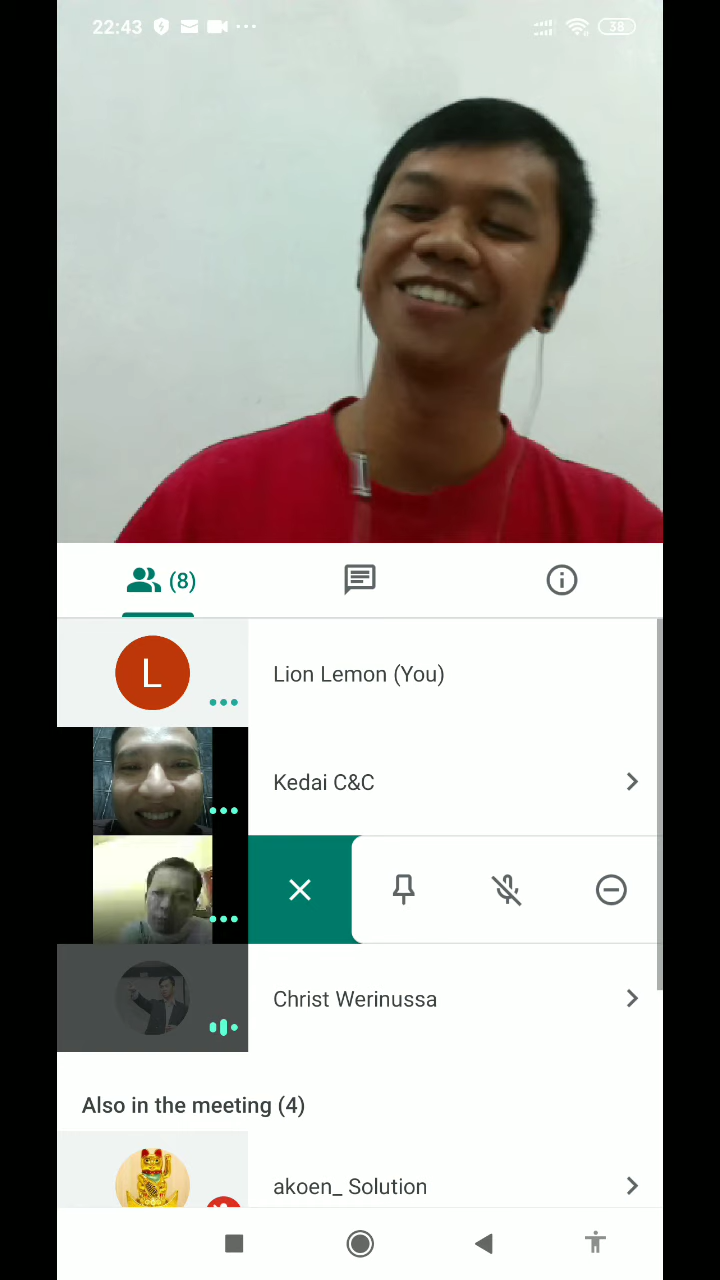 22:43
38
(8)
L
Lion Lemon (You)
Kedai C&C
Christ Werinussa
Also in the meeting (4)
akoen_ Solution